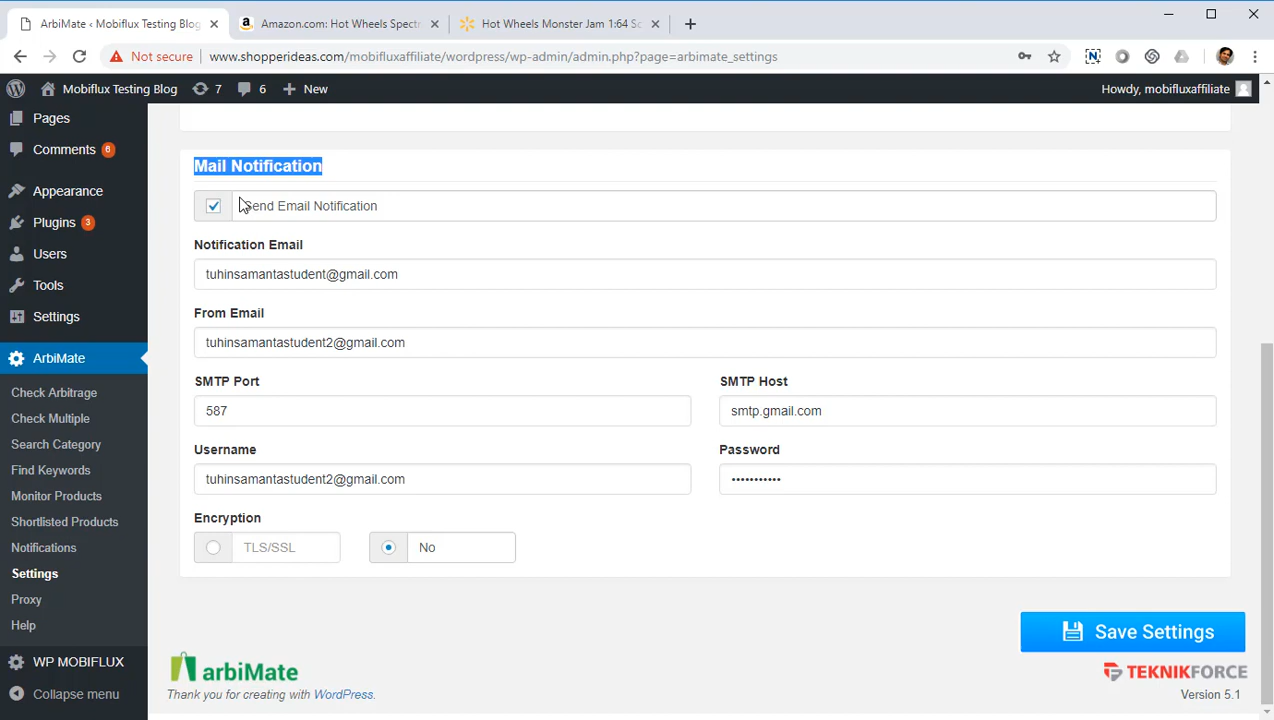 ArbiMate ‹ Mobiflux Testing Blog
Amazon.com: Hot Wheels Spectr
Hot Wheels Monster Jam 1:64 Sc
Not secure
www.shopperideas.com/mobifluxaffiliate/wordpress/wp-admin/admin.php?page=arbimate_settings
Mobiflux Testing Blog
7
6
New
Howdy, mobifluxaffiliate
Pages
Comments 6
Appearance
Plugins 3
Users
Tools
Settings
ArbiMate
Check Arbitrage
Check Multiple
Search Category
Find Keywords
Monitor Products
Shortlisted Products
Notifications
Settings
Proxy
Help
WP MOBIFLUX
Collapse menu
Mail Notification
Send Email Notification
Notification Email
tuhinsamantastudent@gmail.com
From Email
tuhinsamantastudent2@gmail.com
SMTP Port
SMTP Host
587
smtp.gmail.com
Username
Password
tuhinsamantastudent2@gmail.com
•••••••••••
Encryption
TLS/SSL
No
Save Settings
arbiMate
TEKNIKFORCE
Thank you for creating with WordPress.
Version 5.1